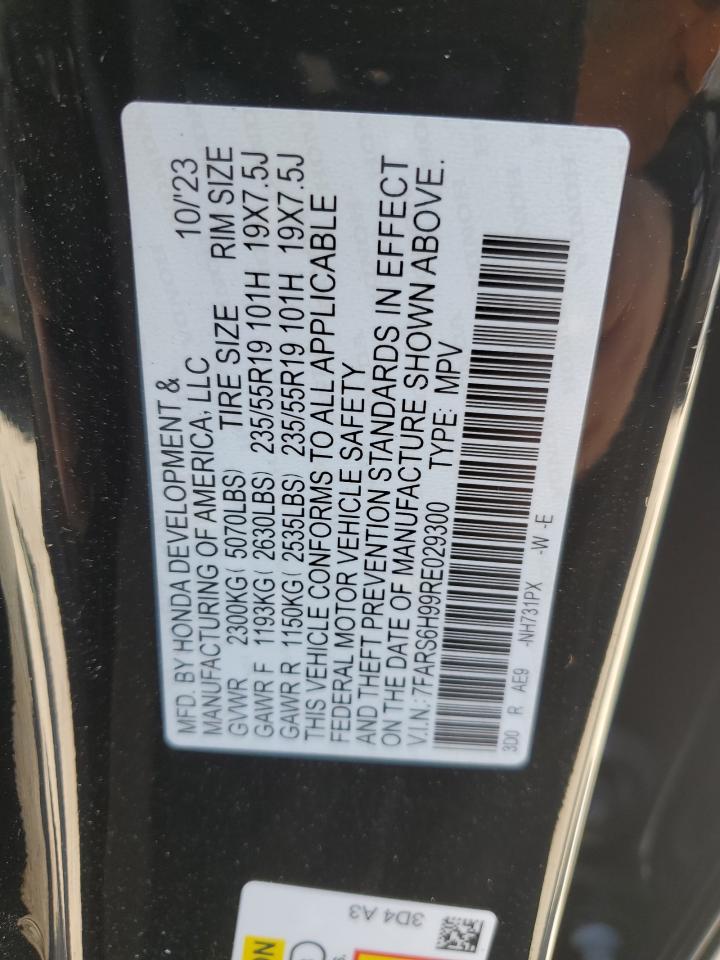 MFD. BY HONDA DEVELOPMENT & 10/'23
MANUFACTURING OF AMERICA, LLC
GVWR 2300KG( 5070LBS) TIRE SIZE RIM SIZE
GAWR F 1193KG( 2630LBS) 235/55R19 101H 19X7.5J
GAWR R 1150KG( 2535LBS) 235/55R19 101H 19X7.5J
THIS VEHICLE CONFORMS TO ALL APPLICABLE
FEDERAL MOTOR VEHICLE SAFETY
AND THEFT PREVENTION STANDARDS IN EFFECT
ON THE DATE OF MANUFACTURE SHOWN ABOVE.
V.I.N.: 7FARS6H99RE029300 TYPE: MPV
3D0 R AE9 -NH731PX -W -E
3D4 A3